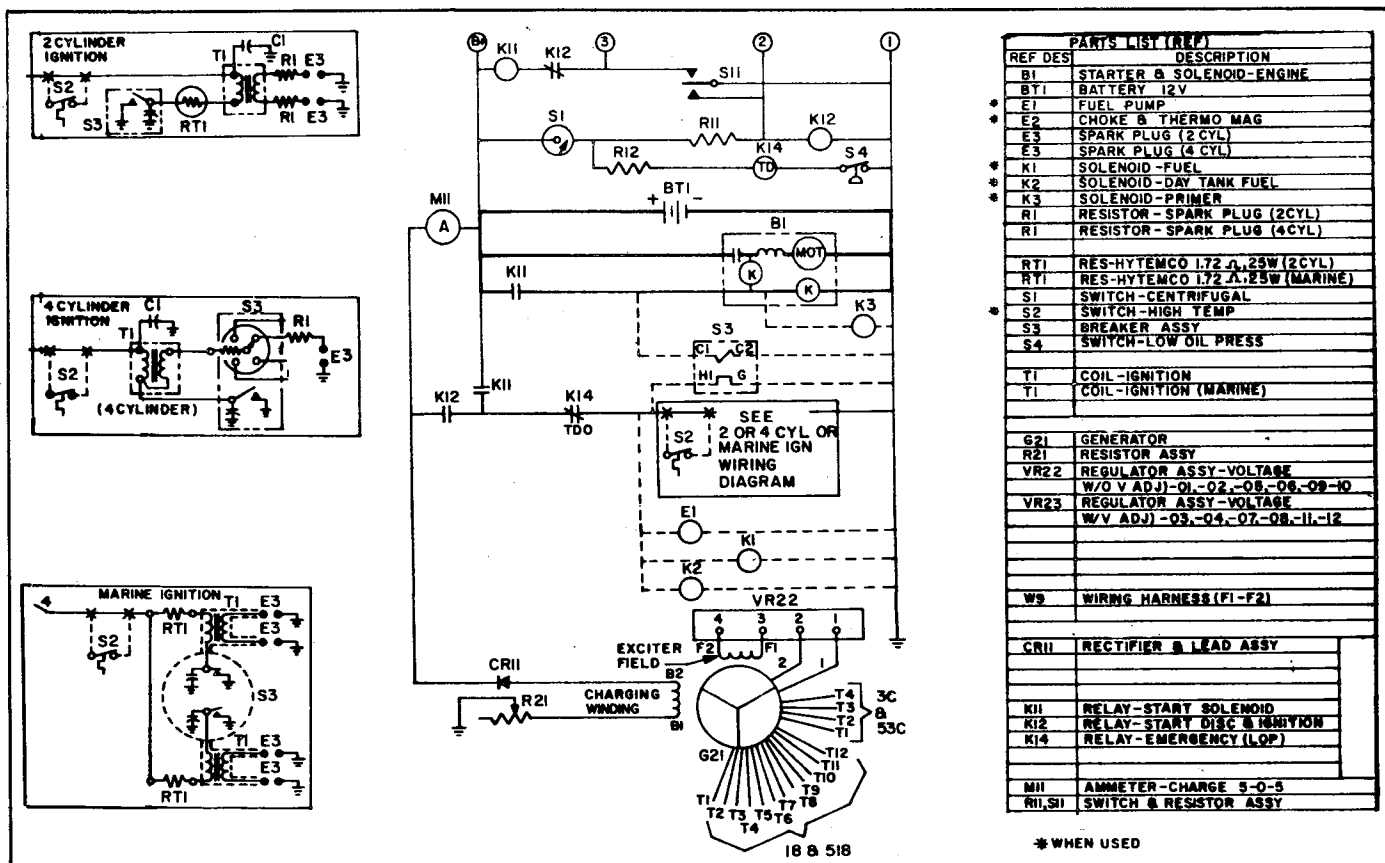 2 CYLINDER
IGNITION
T1
C1
R1 E3
S2
S3
RT1
R1 E3
4 CYLINDER
IGNITION
C1
T1
S3
R1
E3
S2
(4 CYLINDER)
MARINE IGNITION
4
S2
RT1
T1
E3
E3
S3
T1
E3
E3
RT1
B+
K11
K12
3
2
1
S11
S1
R11
K12
R12
K14
TD
S4
BT1
+ -
M11
A
B1
MOT
K
K
K11
K3
S3
C1 C2
H1 G
K11
K12
K14
TDO
S2
SEE
2 OR 4 CYL OR
MARINE IGN
WIRING
DIAGRAM
E1
K1
K2
VR22
4 3 2 1
F2 F1
EXCITER
FIELD
2 1
CR11
B2
R21
CHARGING
WINDING
B1
G21
T4
T3
T2
T1
3C
&
53C
T12
T11
T10
T9
T8
T7
T6
T5
T4
T3
T2
T1
18 & 518
PARTS LIST (REF)
REF DES DESCRIPTION
B1 STARTER & SOLENOID-ENGINE
BT1 BATTERY 12V
* E1 FUEL PUMP
* E2 CHOKE & THERMO MAG
E3 SPARK PLUG (2 CYL)
E3 SPARK PLUG (4 CYL)
* K1 SOLENOID-FUEL
* K2 SOLENOID-DAY TANK FUEL
* K3 SOLENOID-PRIMER
R1 RESISTOR-SPARK PLUG (2CYL)
R1 RESISTOR-SPARK PLUG (4CYL)
RT1 RES-HYTEMCO 1.72 Ω, 25W (2CYL)
RT1 RES-HYTEMCO 1.72 Ω, 25W (MARINE)
S1 SWITCH-CENTRIFUGAL
* S2 SWITCH-HIGH TEMP
S3 BREAKER ASSY
S4 SWITCH-LOW OIL PRESS
T1 COIL-IGNITION
T1 COIL-IGNITION (MARINE)
G21 GENERATOR
R21 RESISTOR ASSY
VR22 REGULATOR ASSY-VOLTAGE
W/O V ADJ)-01,-02,-05,-06,-09-10
VR23 REGULATOR ASSY-VOLTAGE
W/V ADJ)-03,-04,-07,-08,-11,-12
W9 WIRING HARNESS (F1-F2)
CR11 RECTIFIER & LEAD ASSY
K11 RELAY-START SOLENOID
K12 RELAY-START DISC & IGNITION
K14 RELAY-EMERGENCY (LOP)
M11 AMMETER-CHARGE 5-0-5
R11,S11 SWITCH & RESISTOR ASSY
* WHEN USED